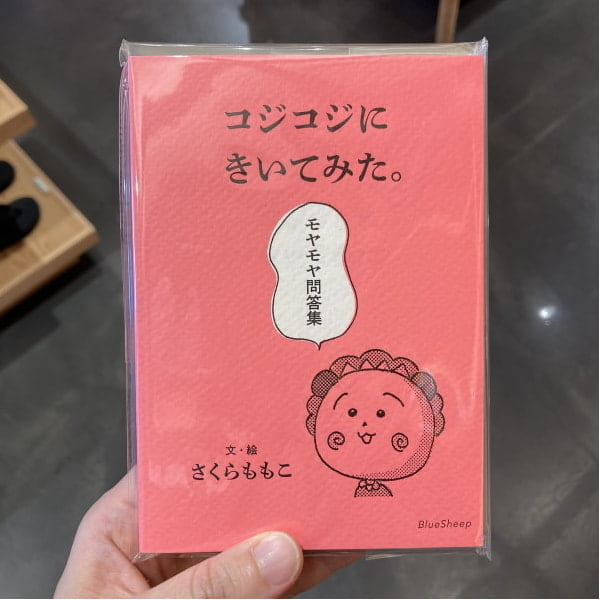 コジコジに
きいてみた。
モヤモヤ問答集
文・絵
さくらももこ
BlueSheep